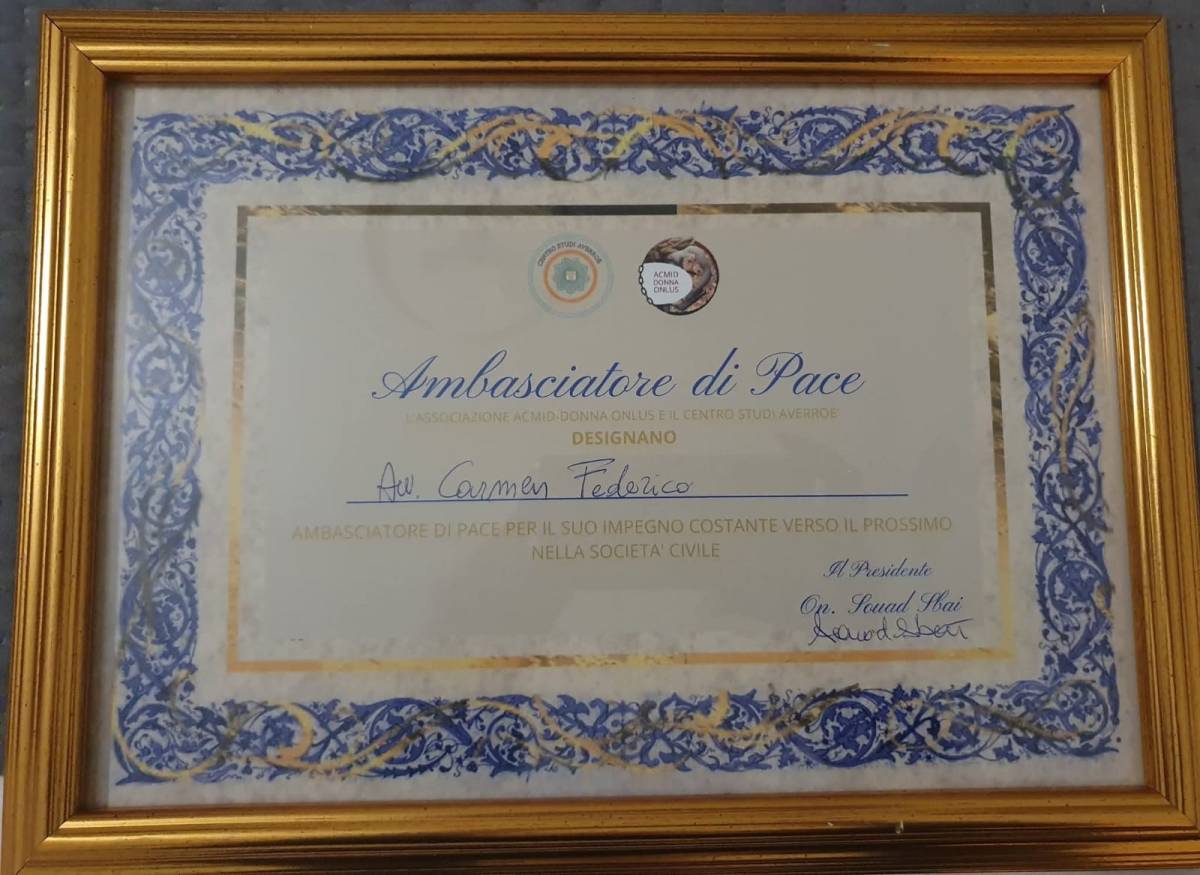 CENTRO STUDI AVERROE
ACMID
DONNA
ONLUS
Ambasciatore di Pace
L'ASSOCIAZIONE ACMID-DONNA ONLUS E IL CENTRO STUDI AVERROE'
DESIGNANO
Avv. Carmen Federico
AMBASCIATORE DI PACE PER IL SUO IMPEGNO COSTANTE VERSO IL PROSSIMO
NELLA SOCIETA' CIVILE
Il Presidente
On. Souad Sbai
Souad Sbai